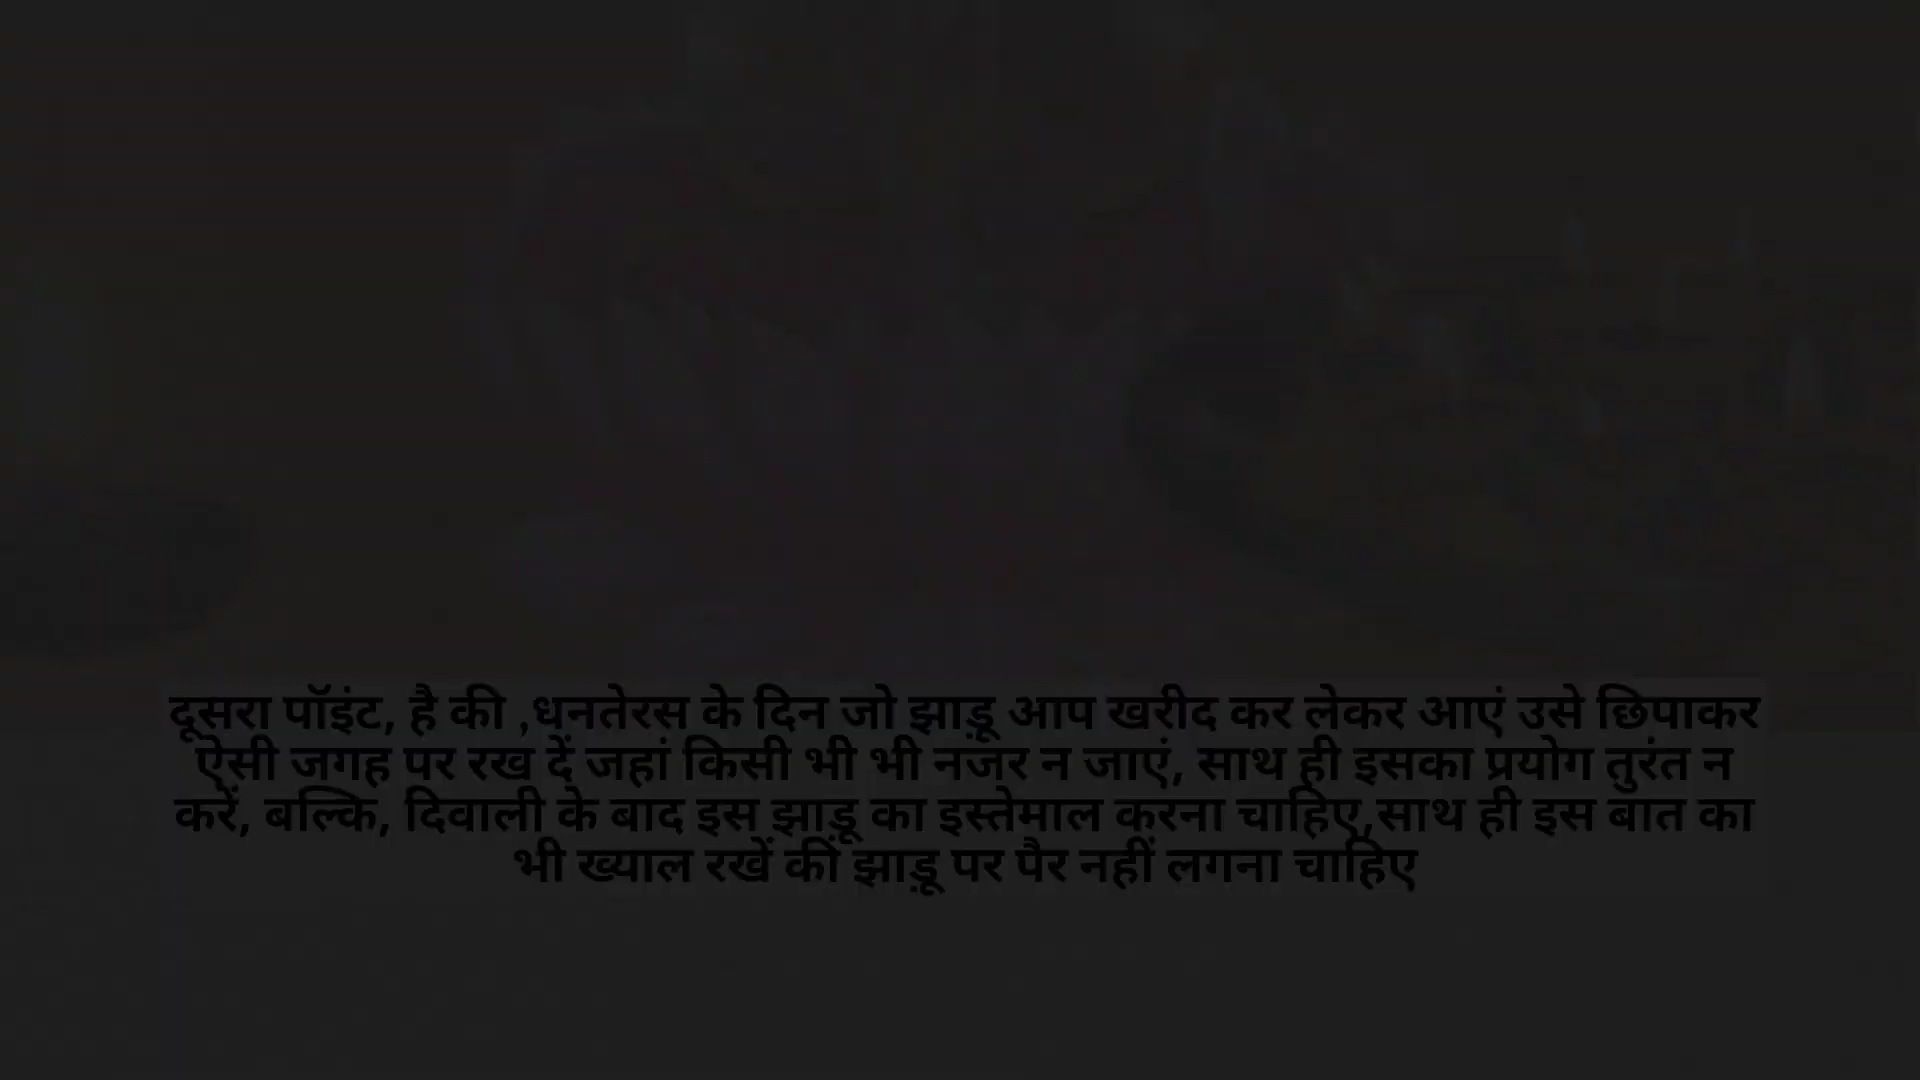 दूसरा पॉइंट, है की ,धनतेरस के दिन जो झाड़ू आप खरीद कर लेकर आएं उसे छिपाकर
ऐसी जगह पर रख दें जहां किसी भी भी नंजर न जाएं, साथ ही इसका प्रयोग तुरंत न
करें, बल्कि, दिवाली के बाद इस झाड़ू का इस्तेमाल करना चाहिए,साथ ही इस बात का
भी ख्याल रखें कीं झाड़ू पर पैर नहीं लगना चाहिए